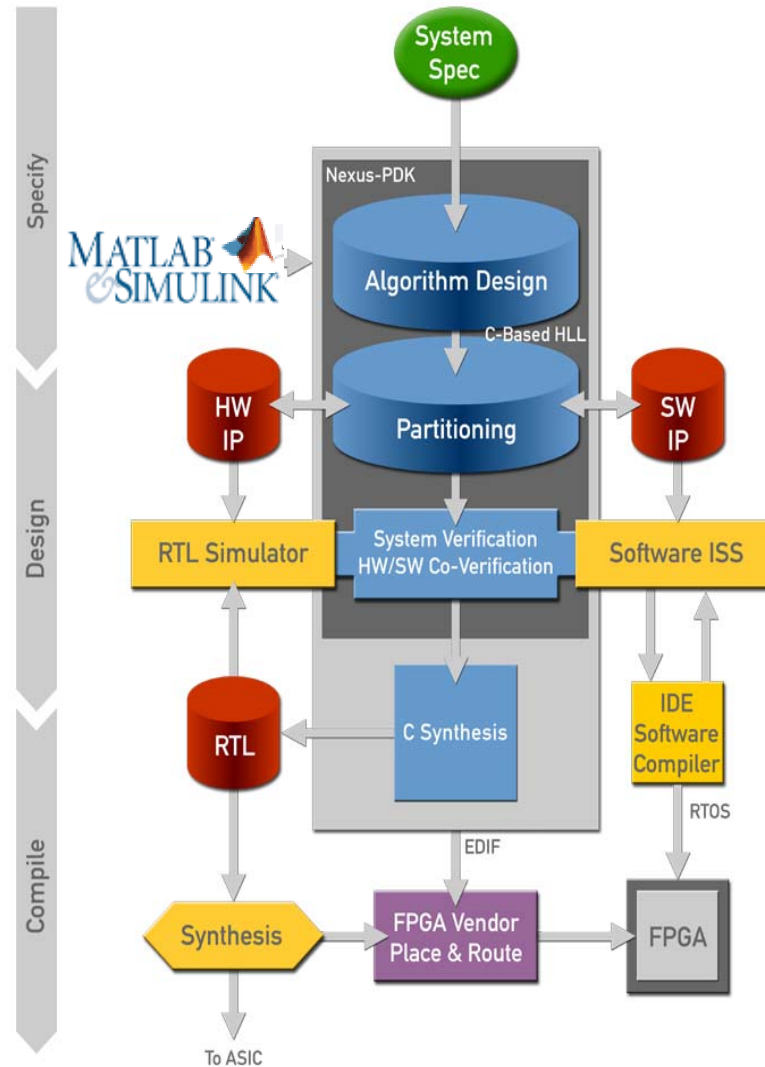 System
Spec
Specify
Nexus-PDK
MATLAB®
&SIMULINK®
Algorithm Design
C-Based HLL
HW
IP
Partitioning
SW
IP
Design
RTL Simulator
System Verification
HW/SW Co-Verification
Software ISS
RTL
C Synthesis
IDE
Software
Compiler
RTOS
EDIF
Compile
Synthesis
FPGA Vendor
Place & Route
FPGA
To ASIC